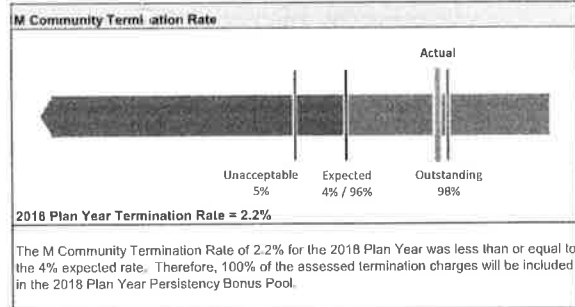 M Community Termi ation Rate
Actual
Unacceptable Expected Outstanding
5% 4% / 96% 98%
2018 Plan Year Termination Rate = 2.2%
The M Community Termination Rate of 2.2% for the 2018 Plan Year was less than or equal to
the 4% expected rate. Therefore, 100% of the assessed termination charges will be included
in the 2018 Plan Year Persistency Bonus Pool.